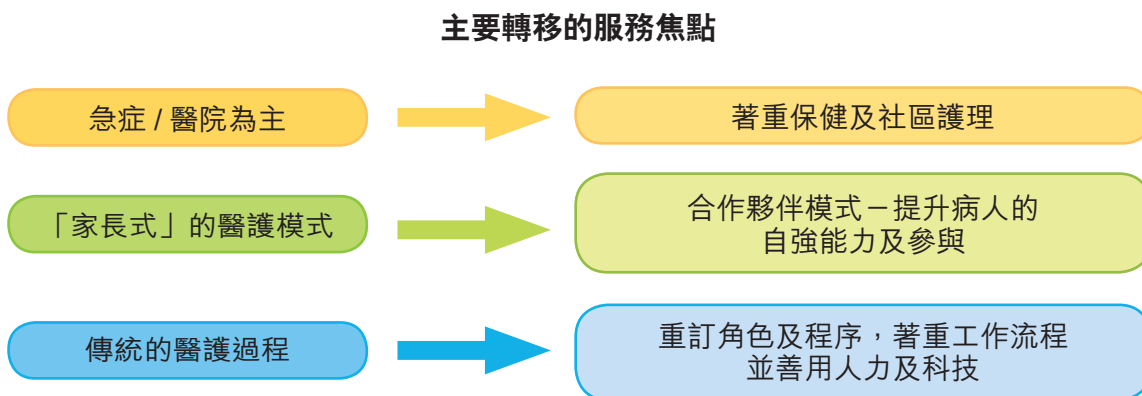 主要轉移的服務焦點
急症 / 醫院為主
著重保健及社區護理
「家長式」的醫護模式
合作夥伴模式－提升病人的
自強能力及參與
傳統的醫護過程
重訂角色及程序，著重工作流程
並善用人力及科技